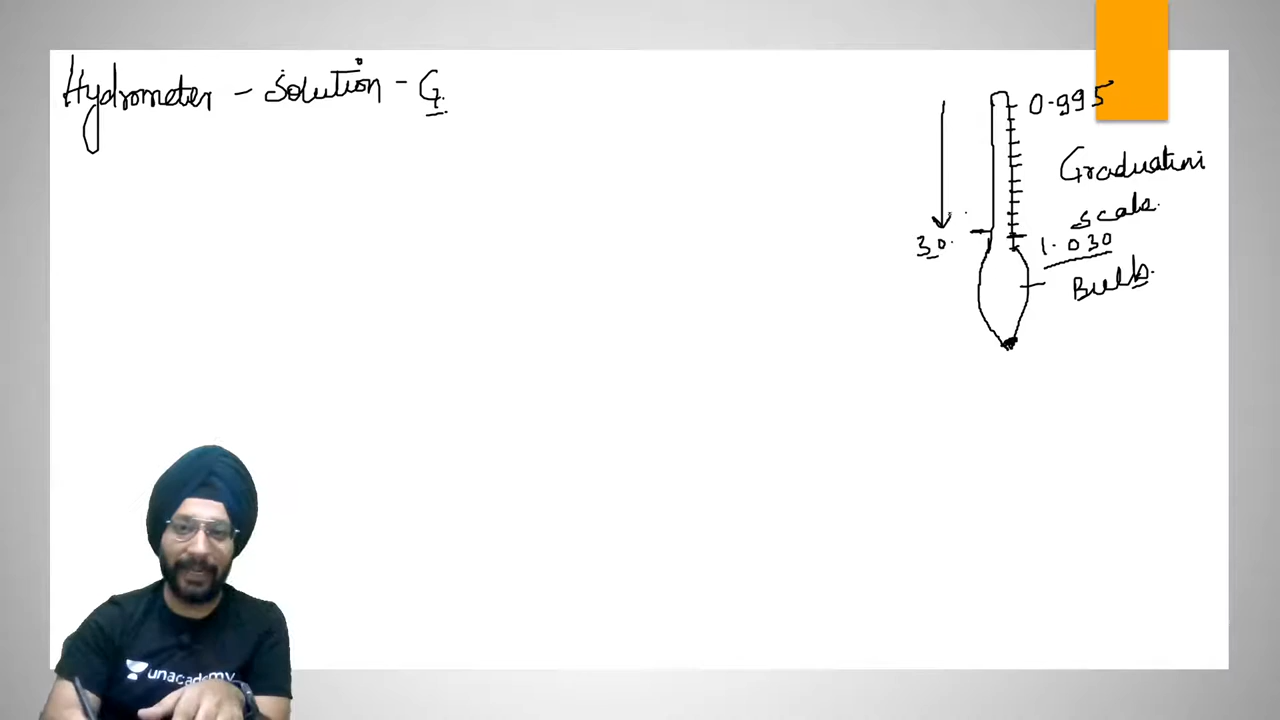 Hydrometer - Solution - G
0.995
Graduation
scale.
30.
1.030
Bulb.
unacademy